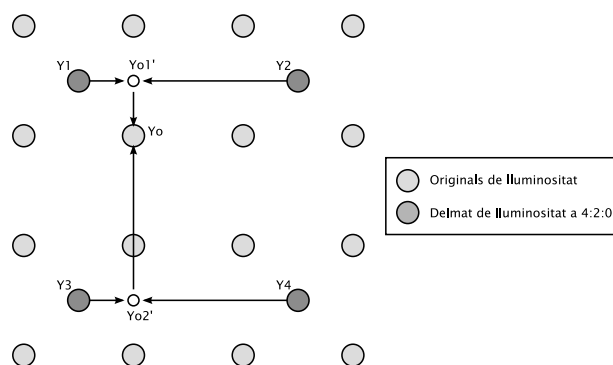 Y1
Yo1'
Y2
Yo
Originals de lluminositat
Delmat de lluminositat a 4:2:0
Y3
Y4
Yo2'